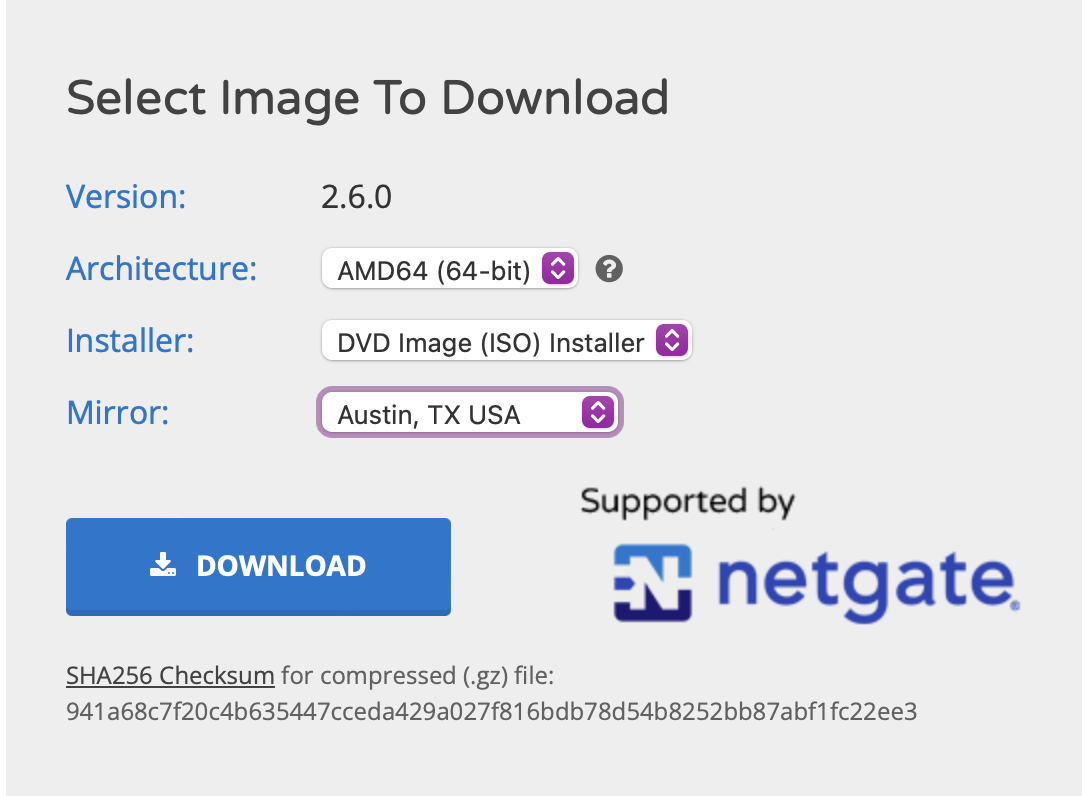 Select Image To Download
Version: 2.6.0
Architecture: AMD64 (64-bit) ?
Installer: DVD Image (ISO) Installer
Mirror: Austin, TX USA
Supported by
DOWNLOAD
N netgate®
SHA256 Checksum for compressed (.gz) file:
941a68c7f20c4b635447cceda429a027f816bdb78d54b8252bb87abf1fc22ee3